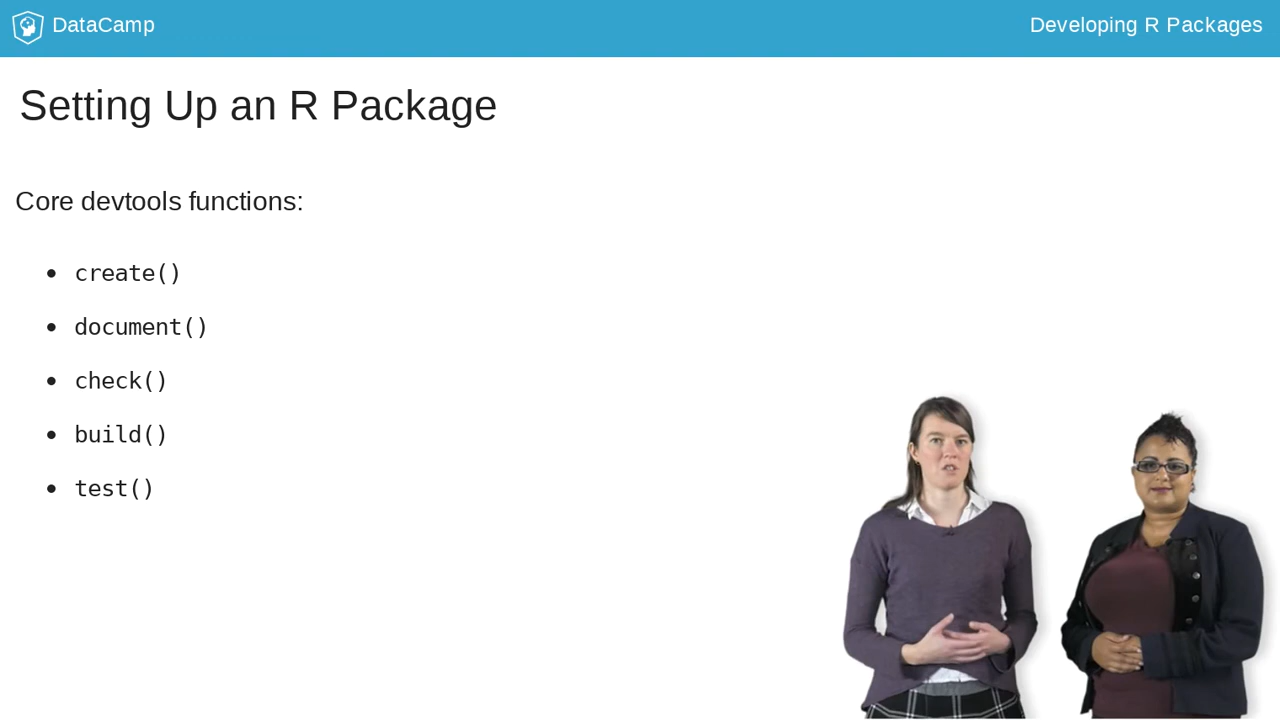 DataCamp
Developing R Packages
Setting Up an R Package
Core devtools functions:
create()
document()
check()
build()
test()